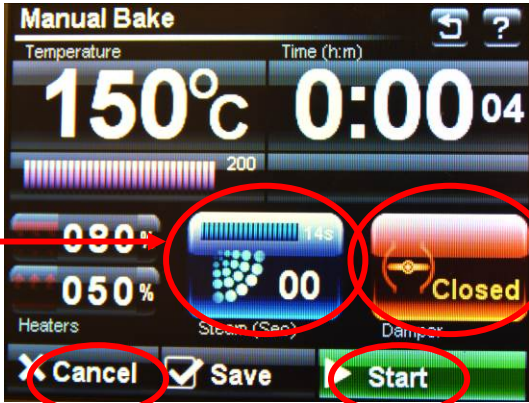 Manual Bake
?
Temperature
Time (h:m)
150°C
0:00 04
200
080%
14s
050%
00
Closed
Heaters
Steam (Sec)
Damper
Cancel
Save
Start